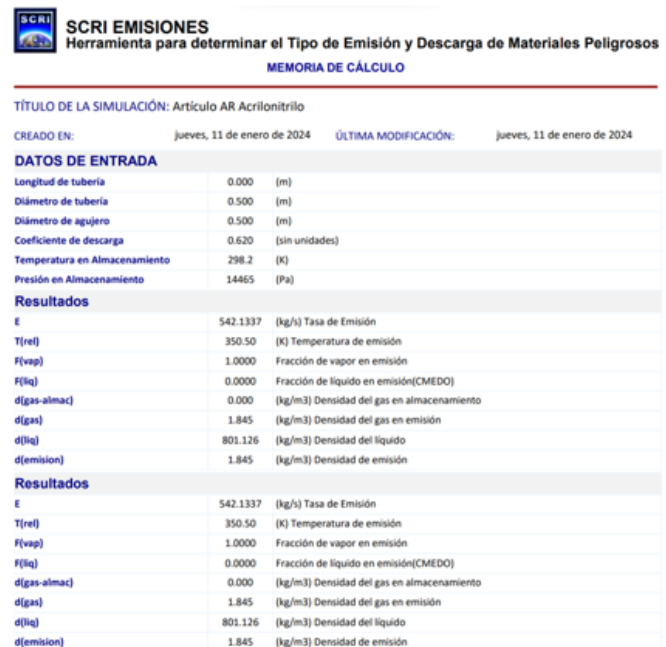 SCRI
SCRI EMISIONES
Herramienta para determinar el Tipo de Emisión y Descarga de Materiales Peligrosos
MEMORIA DE CÁLCULO
TÍTULO DE LA SIMULACIÓN: Artículo AR Acrilonitrilo
CREADO EN: jueves, 11 de enero de 2024 ÚLTIMA MODIFICACIÓN: jueves, 11 de enero de 2024
DATOS DE ENTRADA
Longitud de tubería 0.000 (m)
Diámetro de tubería 0.500 (m)
Diámetro de agujero 0.500 (m)
Coeficiente de descarga 0.620 (sin unidades)
Temperatura en Almacenamiento 298.2 (K)
Presión en Almacenamiento 14465 (Pa)
Resultados
E 542.1337 (kg/s) Tasa de Emisión
T(rel) 350.50 (K) Temperatura de emisión
F(vap) 1.0000 Fracción de vapor en emisión
F(liq) 0.0000 Fracción de líquido en emisión(CMEDO)
d(gas-almac) 0.000 (kg/m3) Densidad del gas en almacenamiento
d(gas) 1.845 (kg/m3) Densidad del gas en emisión
d(liq) 801.126 (kg/m3) Densidad del líquido
d(emision) 1.845 (kg/m3) Densidad de emisión
Resultados
E 542.1337 (kg/s) Tasa de Emisión
T(rel) 350.50 (K) Temperatura de emisión
F(vap) 1.0000 Fracción de vapor en emisión
F(liq) 0.0000 Fracción de líquido en emisión(CMEDO)
d(gas-almac) 0.000 (kg/m3) Densidad del gas en almacenamiento
d(gas) 1.845 (kg/m3) Densidad del gas en emisión
d(liq) 801.126 (kg/m3) Densidad del líquido
d(emision) 1.845 (kg/m3) Densidad de emisión